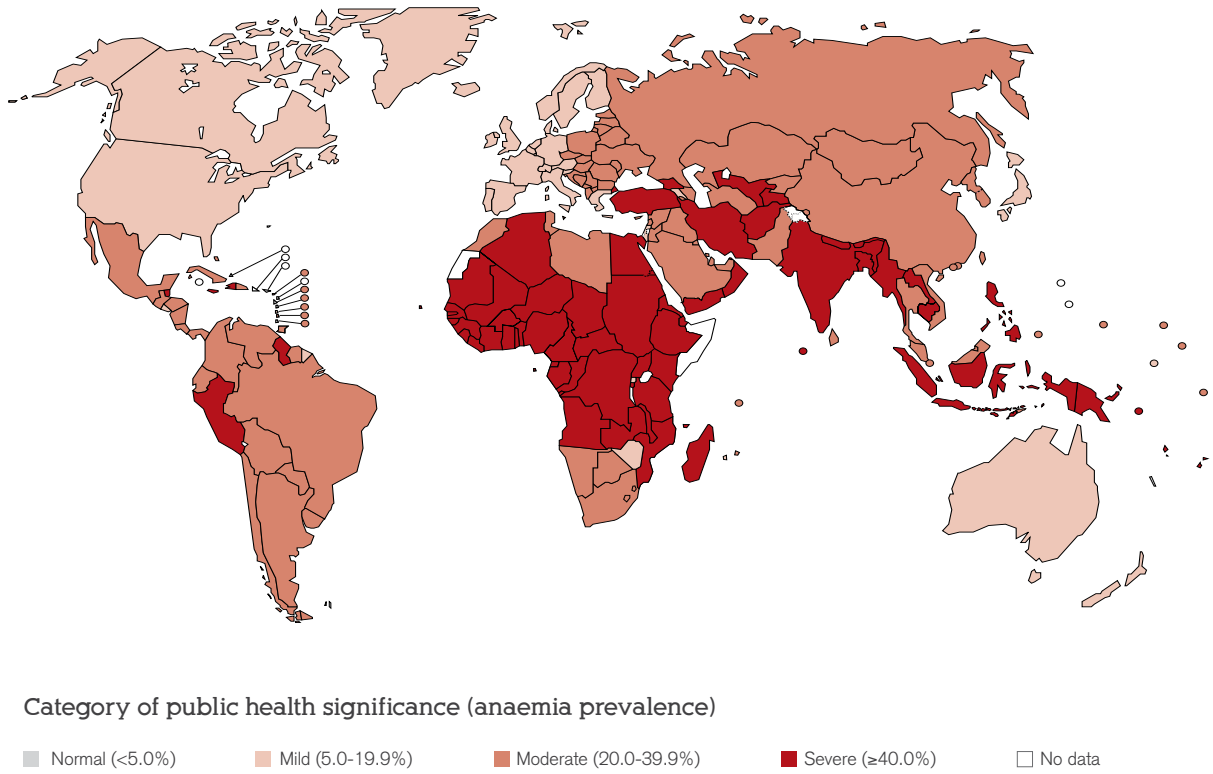 Category of public health significance (anaemia prevalence)
Normal (<5.0%) Mild (5.0-19.9%) Moderate (20.0-39.9%) Severe (≥40.0%) No data